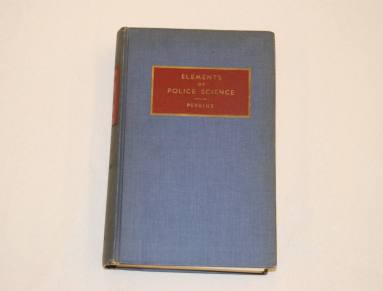 ELEMENTS
OF
POLICE SCIENCE
PERKINS